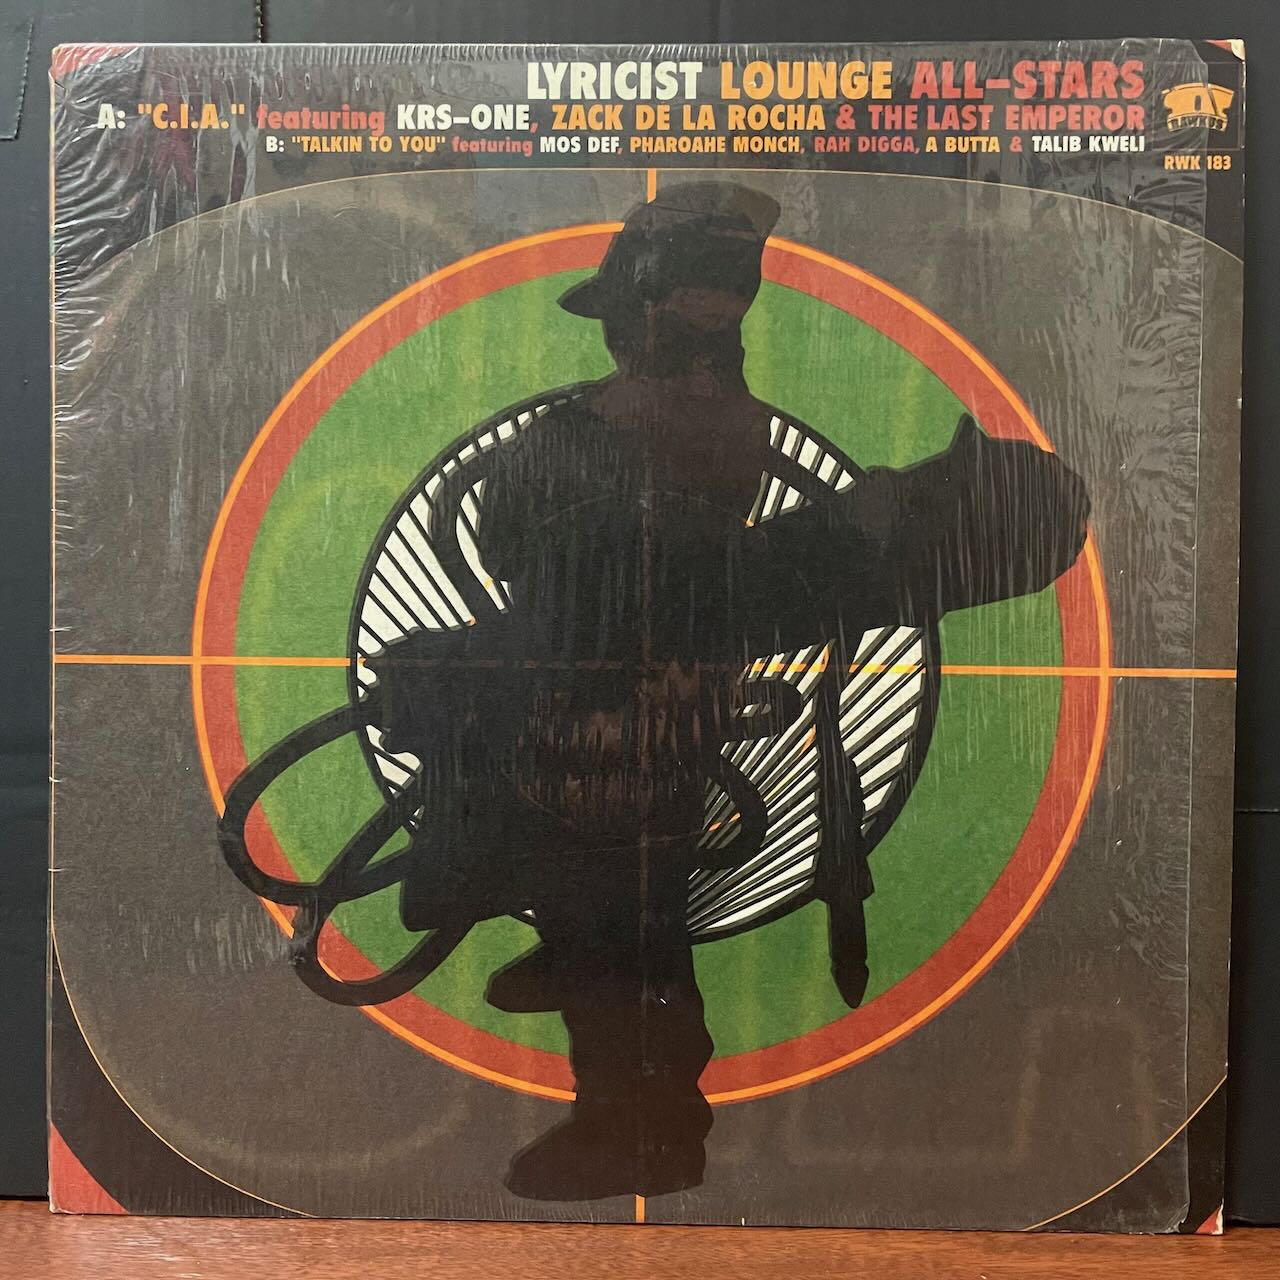 LYRICIST LOUNGE ALL-STARS
A: "C.I.A." featuring KRS-ONE, ZACK DE LA ROCHA & THE LAST EMPEROR
B: "TALKIN TO YOU" featuring MOS DEF, PHAROAHE MONCH, RAH DIGGA, A BUTTA & TALIB KWELI
RAWKUS
RWK 183